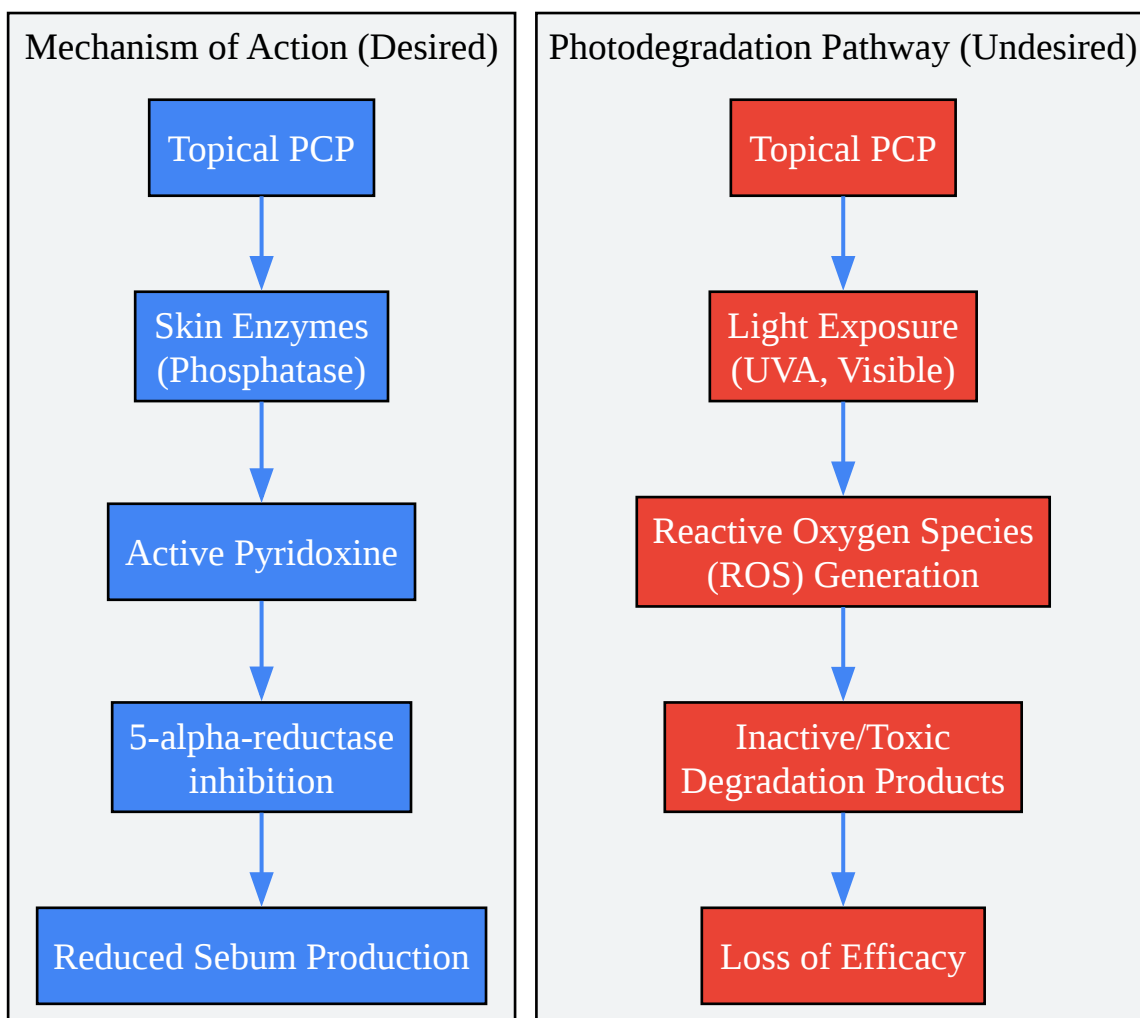 Mechanism of Action (Desired)
Topical PCP
Skin Enzymes
(Phosphatase)
Active Pyridoxine
5-alpha-reductase
inhibition
Reduced Sebum Production
Photodegradation Pathway (Undesired)
Topical PCP
Light Exposure
(UVA, Visible)
Reactive Oxygen Species
(ROS) Generation
Inactive/Toxic
Degradation Products
Loss of Efficacy